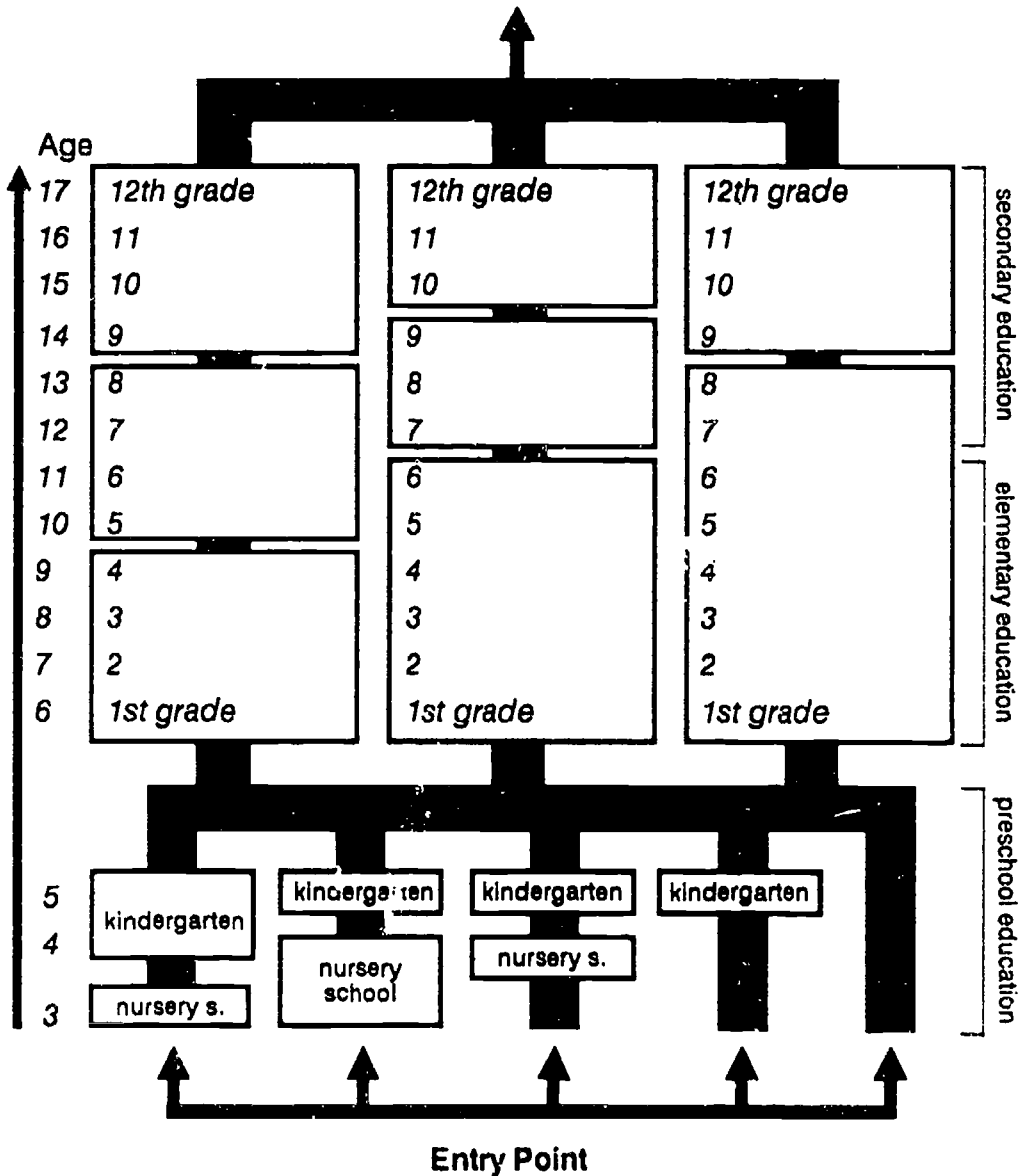 Age
17 12th grade 12th grade 12th grade
16 11 11 11
15 10 10 10
14 9 9 9
13 8 8 8
12 7 7 7
11 6 6 6
10 5 5 5
9 4 4 4
8 3 3 3
7 2 2 2
6 1st grade 1st grade 1st grade
secondary education
elementary education
preschool education
5 kindergarten kindergarten kindergarten
kindergarten
4 nursery s.
nursery
school
3 nursery s.
Entry Point